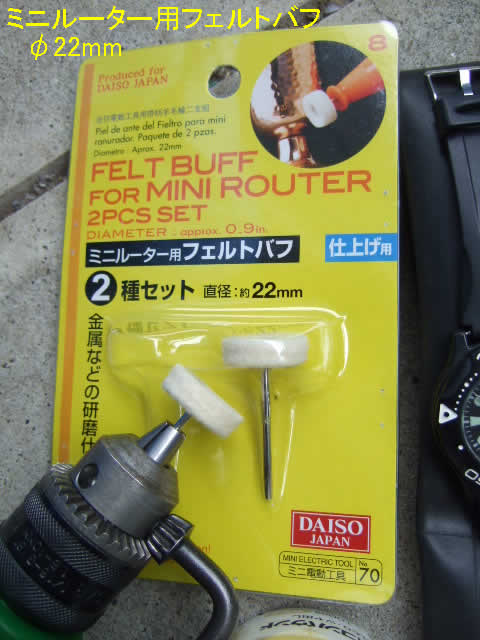 ミニルーター用フェルトバフ
φ22mm
8
Produced for
DAISO JAPAN
Piel de ante del Fieltro para mini
ranurador. Paquete de 2 pzas.
Diametro: Aprox. 22mm
FELT BUFF
FOR MINI ROUTER
2PCS SET
DIAMETER : approx. 0.9in.
ミニルーター用フェルトバフ
仕上げ用
2種セット 直径:約22mm
金属などの研磨仕
DAISO
JAPAN
MINI ELECTRIC TOOL
ミニ電動工具
No
70